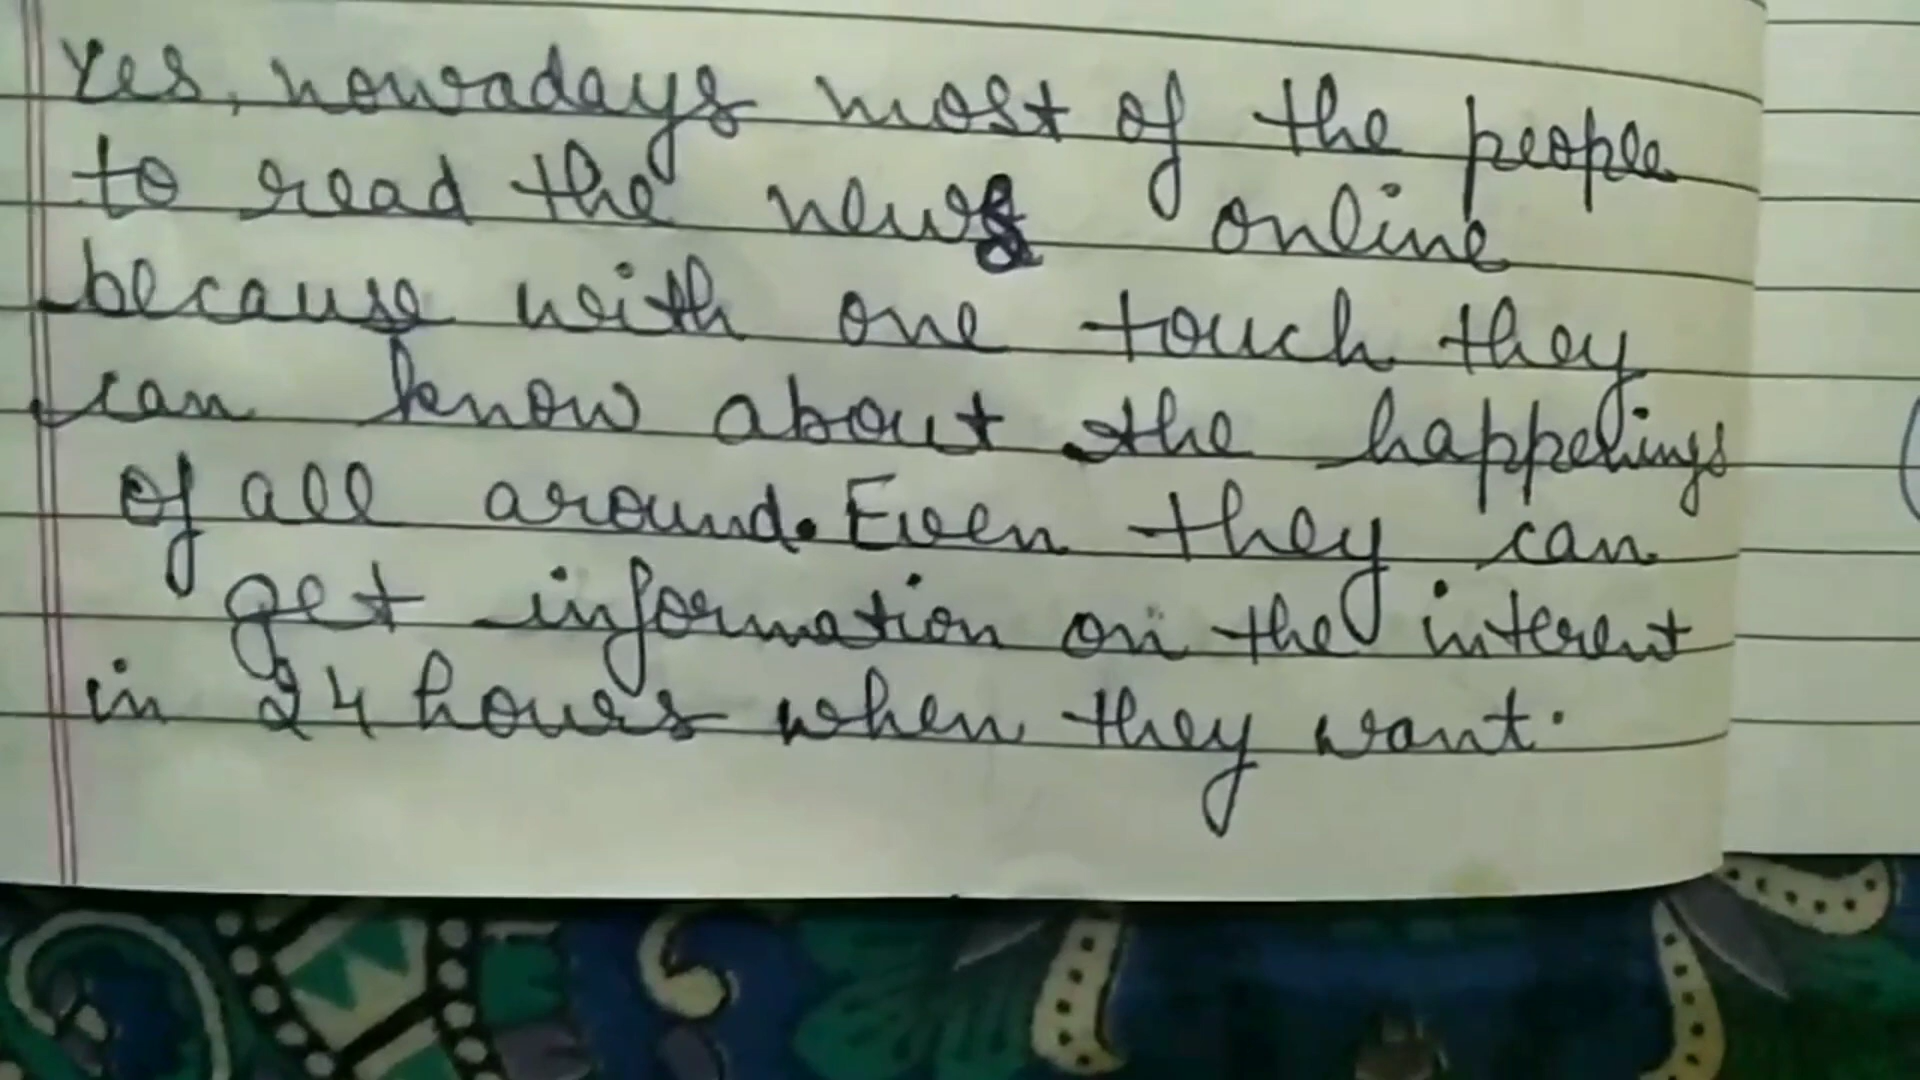 Yes, nowadays most of the people
to read the news online
because with one touch they
can know about the happenings
of all around. Even they can
get information on the interent
in 24 hours when they want.